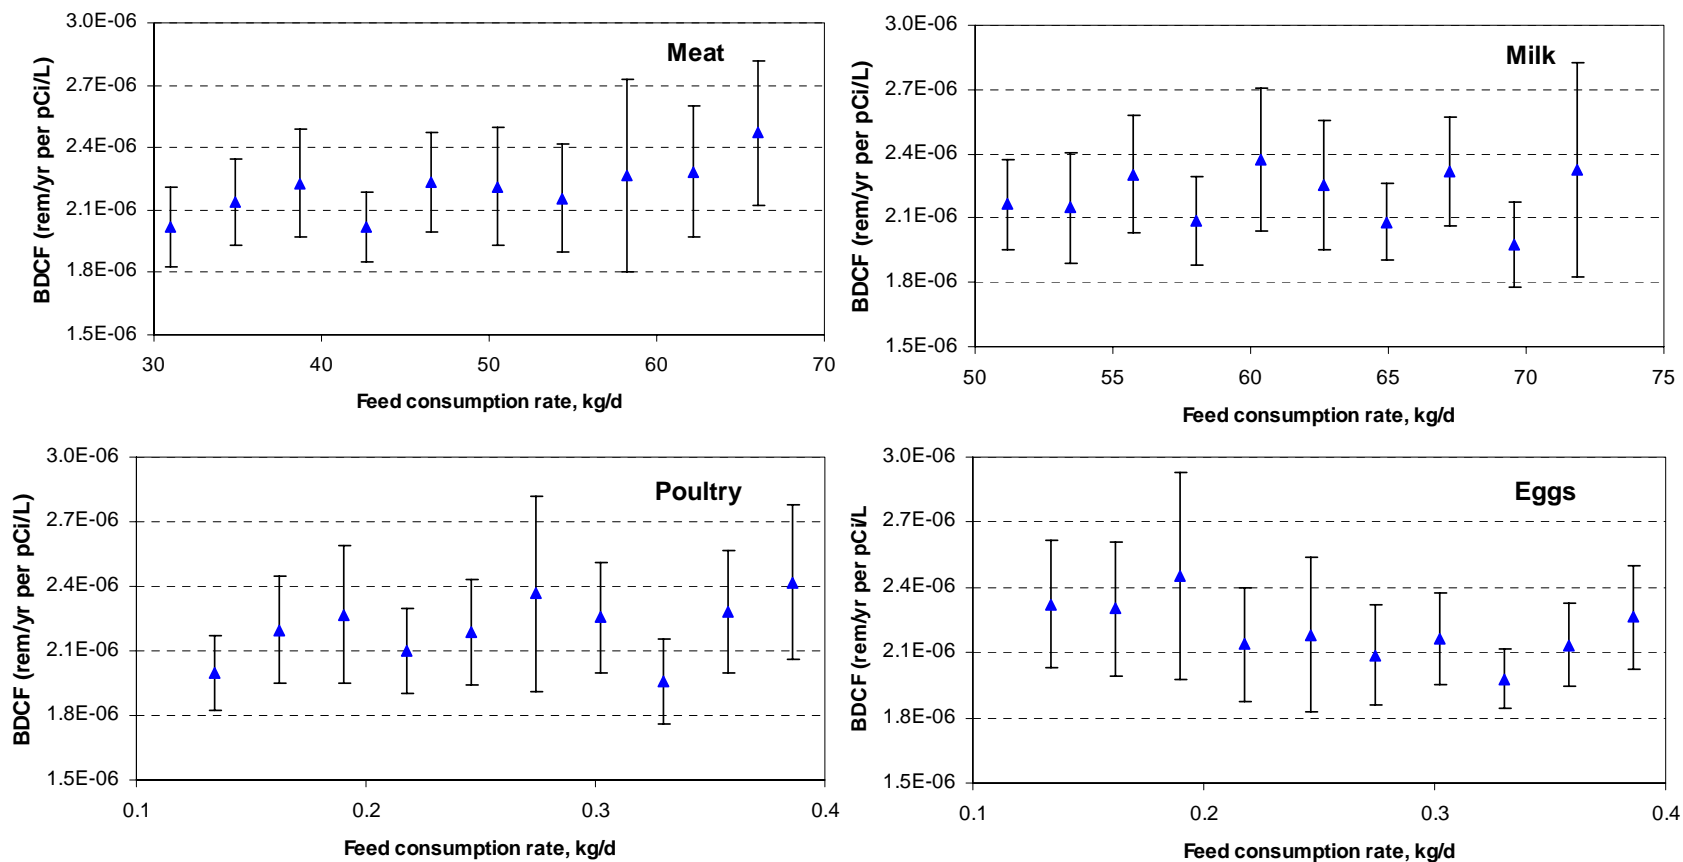 Meat
BDCF (rem/yr per pCi/L)
3.0E-06
2.7E-06
2.4E-06
2.1E-06
1.8E-06
1.5E-06
30
40
50
60
70
Feed consumption rate, kg/d
Milk
BDCF (rem/yr per pCi/L)
3.0E-06
2.7E-06
2.4E-06
2.1E-06
1.8E-06
1.5E-06
50
55
60
65
70
75
Feed consumption rate, kg/d
Poultry
BDCF (rem/yr per pCi/L)
3.0E-06
2.7E-06
2.4E-06
2.1E-06
1.8E-06
1.5E-06
0.1
0.2
0.3
0.4
Feed consumption rate, kg/d
Eggs
BDCF (rem/yr per pCi/L
3.0E-06
2.7E-06
2.4E-06
2.1E-06
1.8E-06
1.5E-06
0.1
0.2
0.3
0.4
Feed consumption rate, kg/d